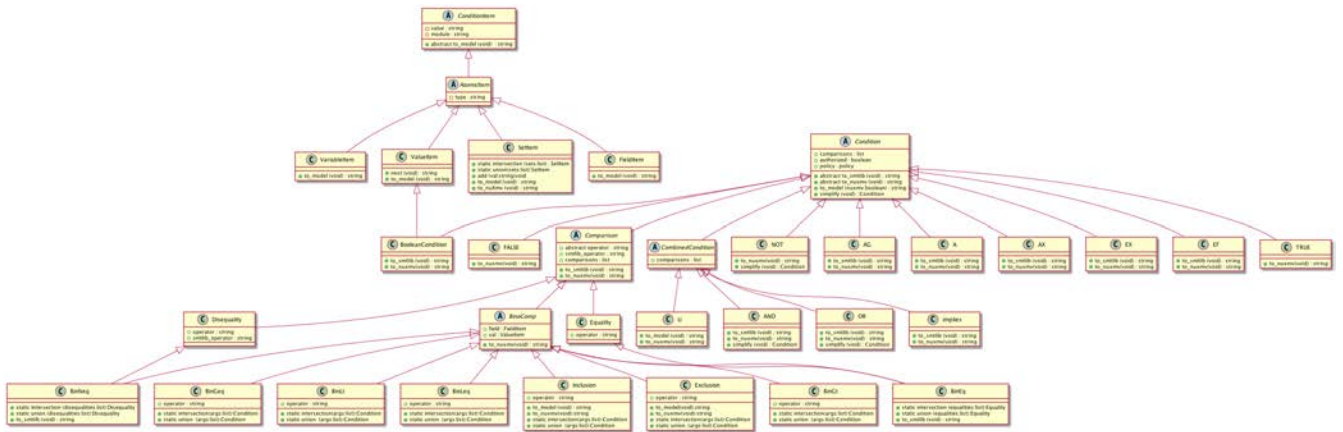 A ConditionItem
value : string
module : string
abstract to_model (void) : string
A AtomsItem
type : string
C VariableItem
to_model (void) : string
C ValueItem
next (void) : string
to_model (void) : string
C SetItem
static intersection (sets list) : SetItem
static union(sets list):SetItem
add (val string):void
to_model (void) : string
C FieldItem
to_model (void) : string
A Condition
comparisons : list
authorized : boolean
policy : policy
abstract to_smtlib (void) : string
abstract to_nuxmv (void) : string
to_model (nuxmv boolean) : string
simplify (void) : Condition
C BooleanCondition
to_smtlib (void) : string
to_nuxmv (void) : string
C FALSE
to_nuxmv(void) : string
A Comparison
abstract operator : string
smtlib_operator : string
comparisons : list
to_smtlib (void) : string
to_nuxmv (void) : string
A CombinedCondition
comparisons : list
C NOT
to_nuxmv (void) : string
simplify (void) : Condition
C AG
to_smtlib (void) : string
to_nuxmv (void) : string
C A
to_smtlib (void) : string
to_nuxmv (void) : string
C AX
to_smtlib (void) : string
to_nuxmv (void) : string
C EX
to_smtlib (void) : string
to_nuxmv (void) : string
C EF
to_smtlib (void) : string
to_nuxmv (void) : string
C TRUE
to_nuxmv(void) : string
C Disequality
operator : string
smtlib_operator : string
A BaseComp
field : FieldItem
val : ValueItem
to_nuxmv(void) : string
C Equality
operator : string
C U
to_model (void) : string
to_nuxmv (void) : string
C AND
to_smtlib (void) : string
to_nuxmv (void) : string
simplify (void) : Condition
C OR
to_smtlib (void) : string
to_nuxmv (void) : string
simplify (void) : Condition
C implies
to_smtlib (void) : string
to_nuxmv (void) : string
C BinNeq
static intersection (disequalities list):Disequality
static union (disequalities list):Disequality
to_smtlib (void) : string
C BinGeq
operator : string
static intersection(args list):Condition
static union (args list):Condition
C BinLt
operator : string
static intersection (args list):Condition
static union (args list):Condition
C BinLeq
operator : string
static intersection(args list):Condition
static union (args list):Condition
C Inclusion
operator : string
to_model (void) : string
to_nuxmv(void) : string
static intersection(args list):Condition
static union (args list):Condition
C Exclusion
operator : string
to_model(void) : string
to_nuxmv(void) : string
static intersection(args list):Condition
static union (args list):Condition
C BinGt
operator : string
static intersection(args list):Condition
static union (args list):Condition
C BinEq
static intersection (equalities list):Equality
static union (equalities list):Equality
to_smtlib (void) : string